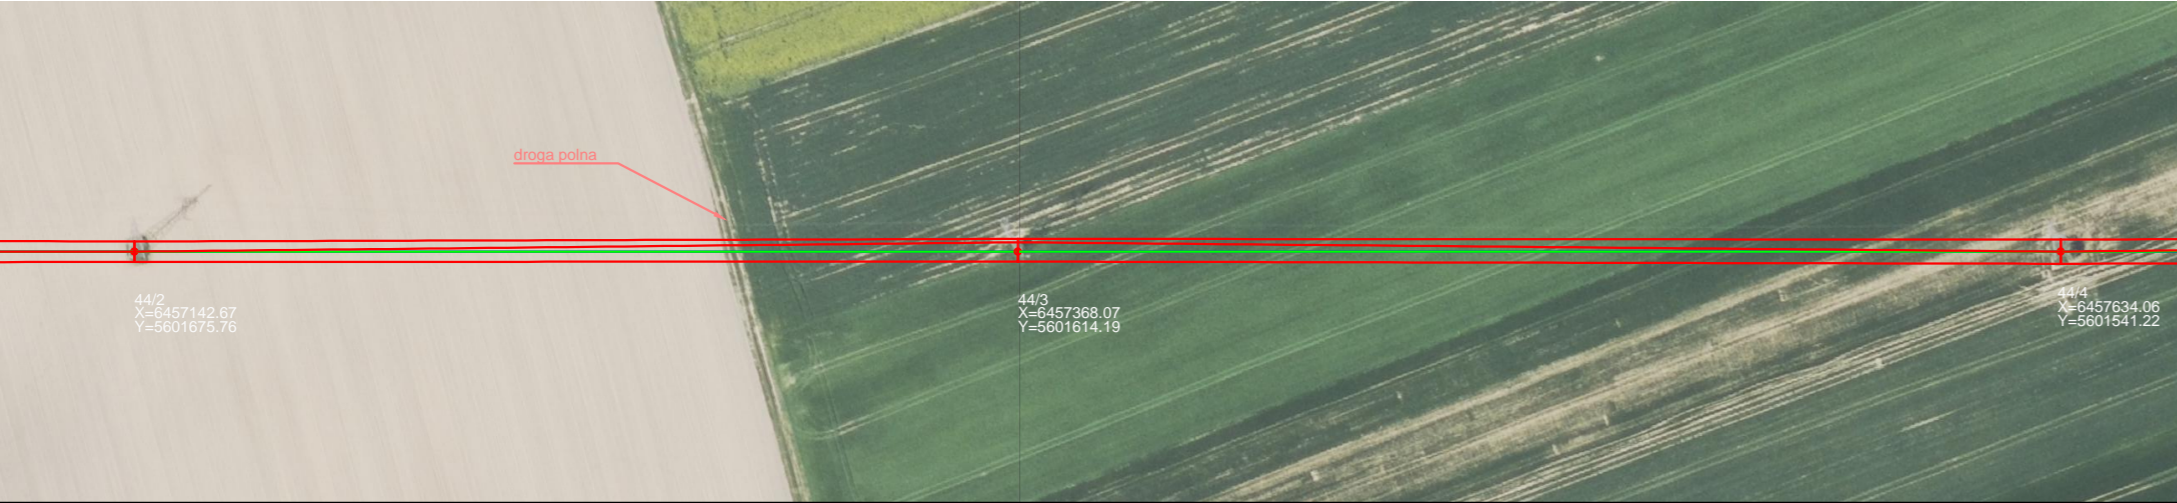 droga polna
44/2
X=6457142.67
Y=5601675.76
44/3
X=6457368.07
Y=5601614.19
44/4
X=6457634.06
Y=5601541.22